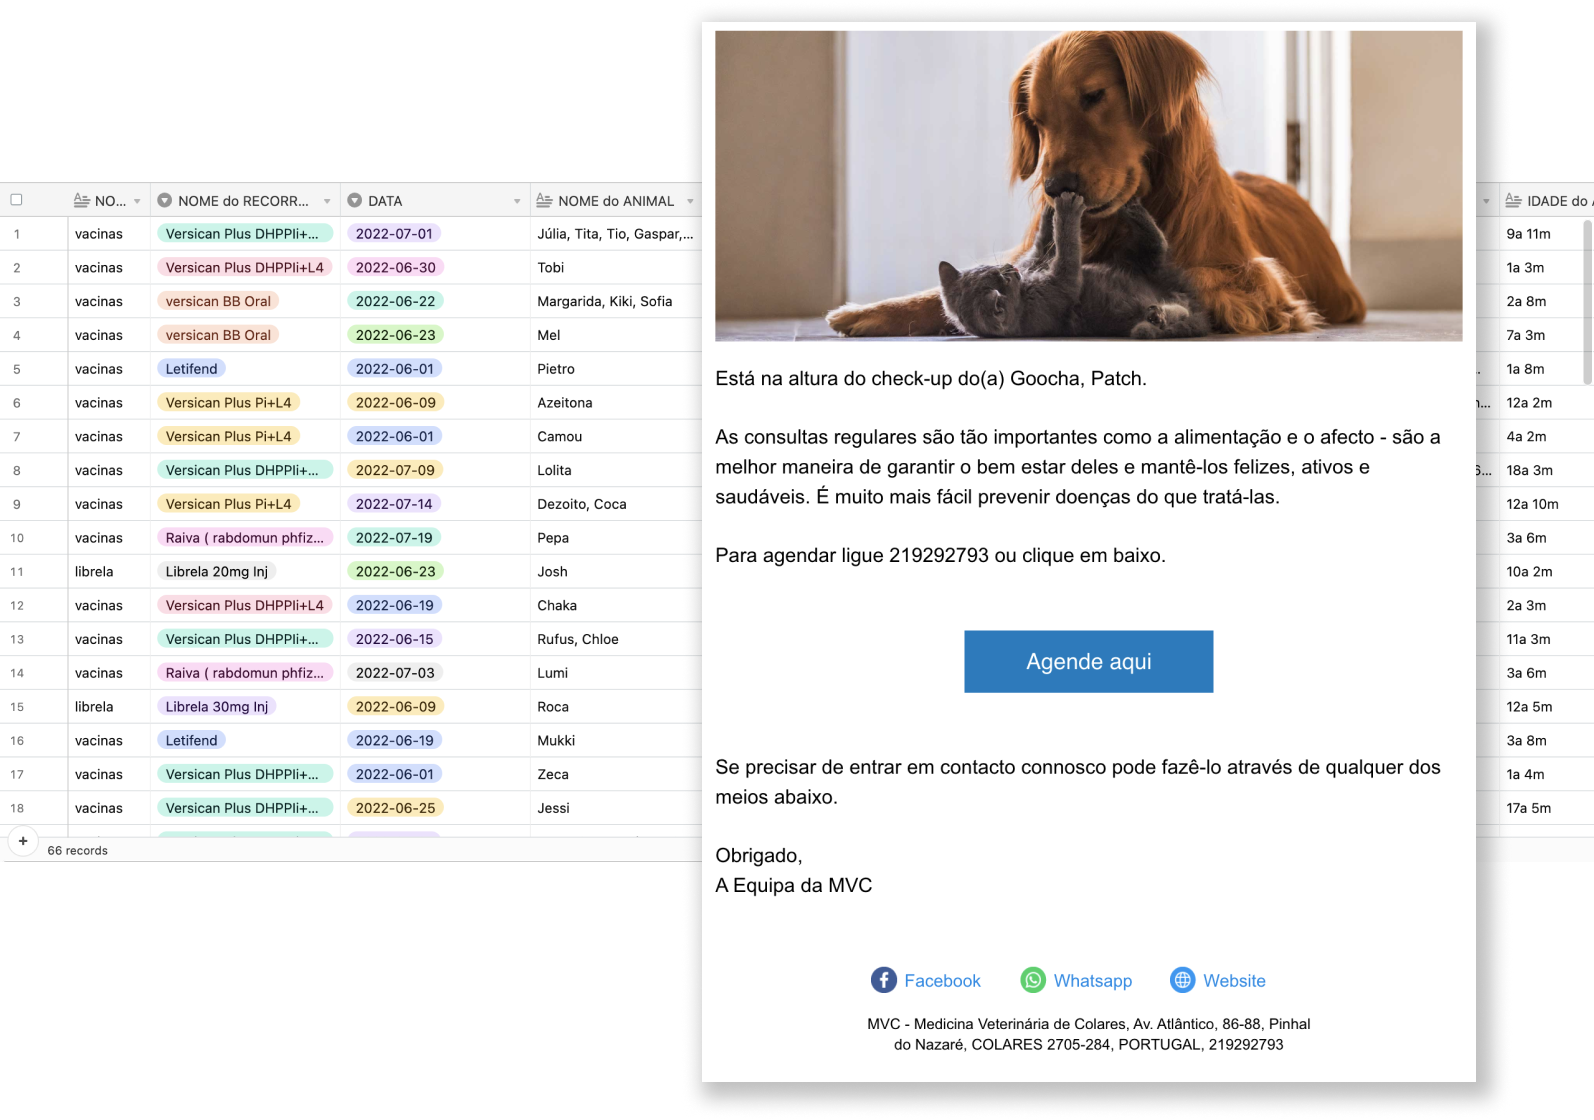 NO... NOME do RECORR... DATA NOME do ANIMAL IDADE do
1 vacinas Versican Plus DHPPli+... 2022-07-01 Júlia, Tita, Tio, Gaspar,... 9a 11m
2 vacinas Versican Plus DHPPli+L4 2022-06-30 Tobi 1a 3m
3 vacinas versican BB Oral 2022-06-22 Margarida, Kiki, Sofia 2a 8m
4 vacinas versican BB Oral 2022-06-23 Mel 7a 3m
5 vacinas Letifend 2022-06-01 Pietro 1a 8m
6 vacinas Versican Plus Pi+L4 2022-06-09 Azeitona 12a 2m
7 vacinas Versican Plus Pi+L4 2022-06-01 Camou 4a 2m
8 vacinas Versican Plus DHPPli+... 2022-07-09 Lolita 18a 3m
9 vacinas Versican Plus Pi+L4 2022-07-14 Dezoito, Coca 12a 10m
10 vacinas Raiva ( rabdomun phfiz... 2022-07-19 Pepa 3a 6m
11 librela Librela 20mg Inj 2022-06-23 Josh 10a 2m
12 vacinas Versican Plus DHPPli+L4 2022-06-19 Chaka 2a 3m
13 vacinas Versican Plus DHPPli+... 2022-06-15 Rufus, Chloe 11a 3m
14 vacinas Raiva ( rabdomun phfiz... 2022-07-03 Lumi 3a 6m
15 librela Librela 30mg Inj 2022-06-09 Roca 12a 5m
16 vacinas Letifend 2022-06-19 Mukki 3a 8m
17 vacinas Versican Plus DHPPli+... 2022-06-01 Zeca 1a 4m
18 vacinas Versican Plus DHPPli+... 2022-06-25 Jessi 17a 5m
+ 66 records
Está na altura do check-up do(a) Goocha, Patch.
As consultas regulares são tão importantes como a alimentação e o afecto - são a
melhor maneira de garantir o bem estar deles e mantê-los felizes, ativos e
saudáveis. É muito mais fácil prevenir doenças do que tratá-las.
Para agendar ligue 219292793 ou clique em baixo.
Agende aqui
Se precisar de entrar em contacto connosco pode fazê-lo através de qualquer dos
meios abaixo.
Obrigado,
A Equipa da MVC
Facebook Whatsapp Website
MVC - Medicina Veterinária de Colares, Av. Atlântico, 86-88, Pinhal
do Nazaré, COLARES 2705-284, PORTUGAL, 219292793